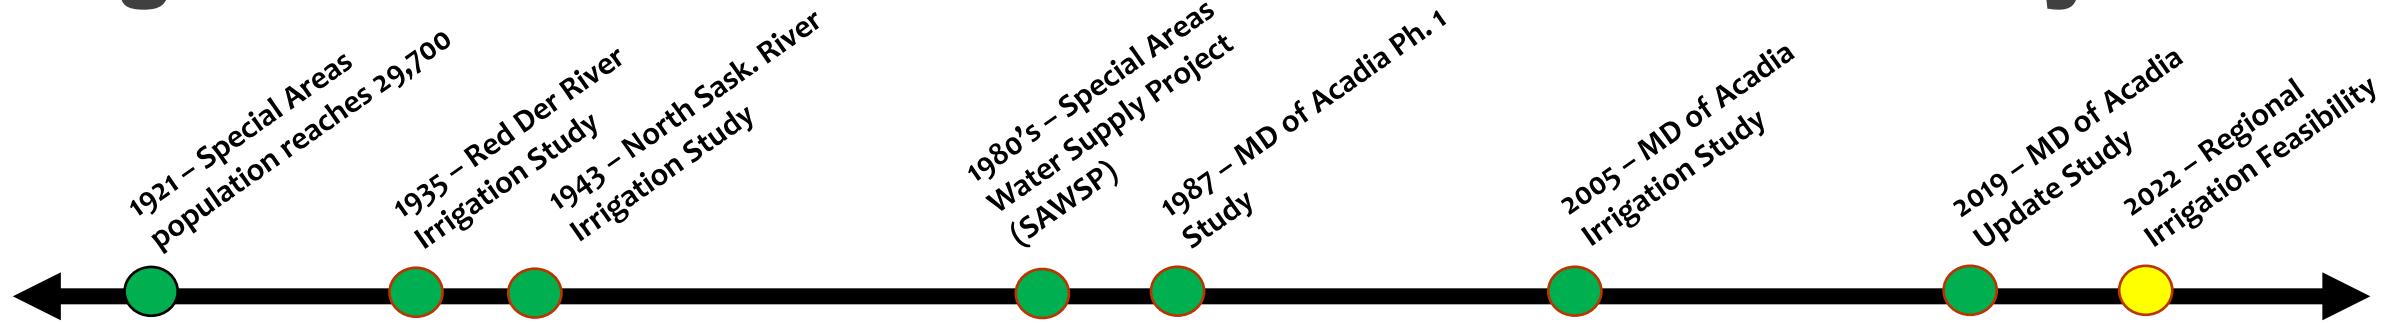 1921 – Special Areas
population reaches 29,700
1935 – Red Der River
Irrigation Study
1943 – North Sask. River
Irrigation Study
1980's – Special Areas
Water Supply Project
(SAWSP)
1987 – MD of Acadia Ph. 1
Study
2005 – MD of Acadia
Irrigation Study
2019 – MD of Acadia
Update Study
2022 – Regional
Irrigation Feasibility